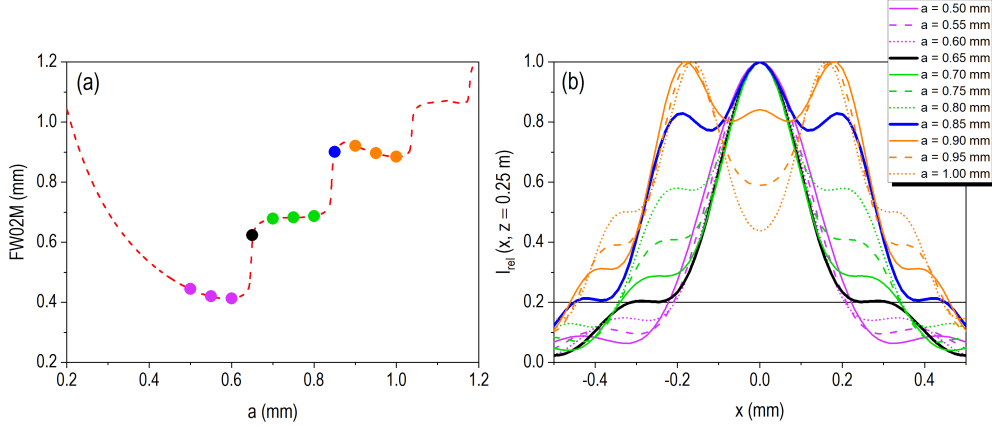 (a)
FW02M (mm)
1.2
1.0
0.8
0.6
0.4
0.2
0.2
0.4
0.6
0.8
1.0
1.2
a (mm)
(b)
I_rel (x, z = 0.25 m)
1.0
0.8
0.6
0.4
0.2
0.0
-0.4
-0.2
0.0
0.2
0.4
x (mm)
a = 0.50 mm
a = 0.55 mm
a = 0.60 mm
a = 0.65 mm
a = 0.70 mm
a = 0.75 mm
a = 0.80 mm
a = 0.85 mm
a = 0.90 mm
a = 0.95 mm
a = 1.00 mm